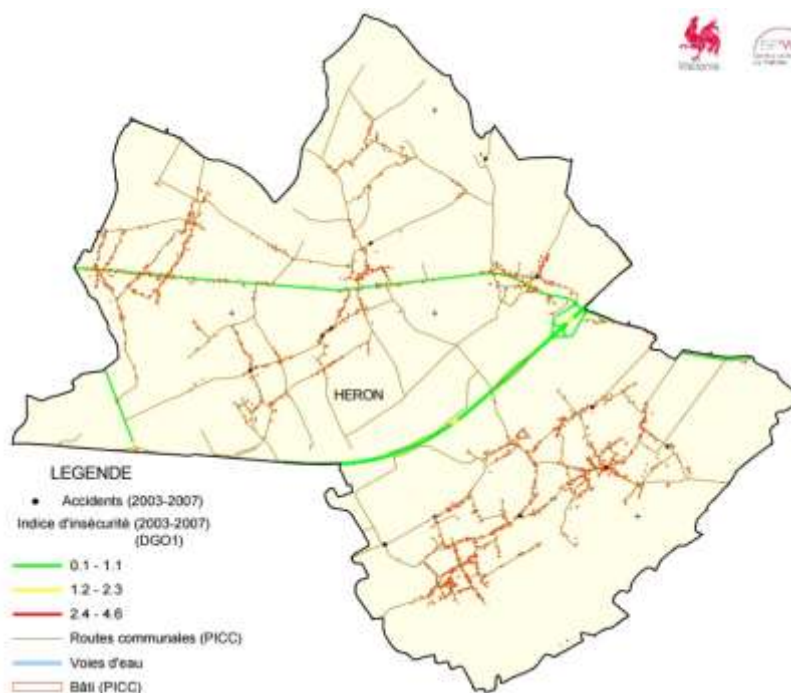 Wallonie
HERON
LEGENDE
Accidents (2003-2007)
Indice d'insécurité (2003-2007)
(DGO1)
0.1 - 1.1
1.2 - 2.3
2.4 - 4.6
Routes communales (PICC)
Voies d'eau
Bâti (PICC)